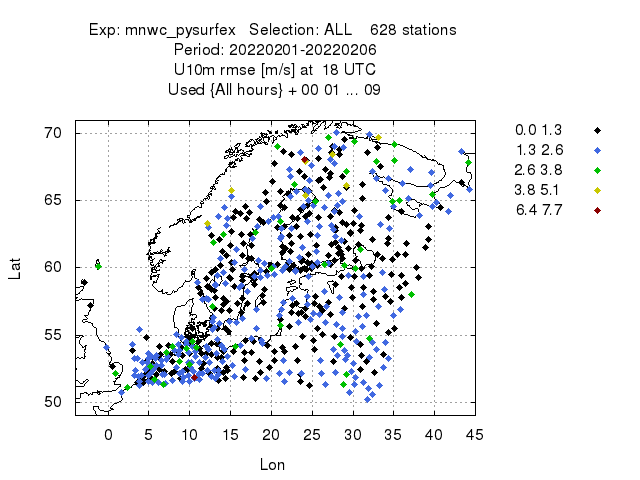 Exp: mnwc_pysurfex   Selection: ALL    628 stations
Period: 20220201-20220206
U10m rmse [m/s] at  18 UTC
Used {All hours} + 00 01 ... 09
0.0 1.3
1.3 2.6
2.6 3.8
3.8 5.1
6.4 7.7
70
65
60
55
50
Lat
0 5 10 15 20 25 30 35 40 45
Lon